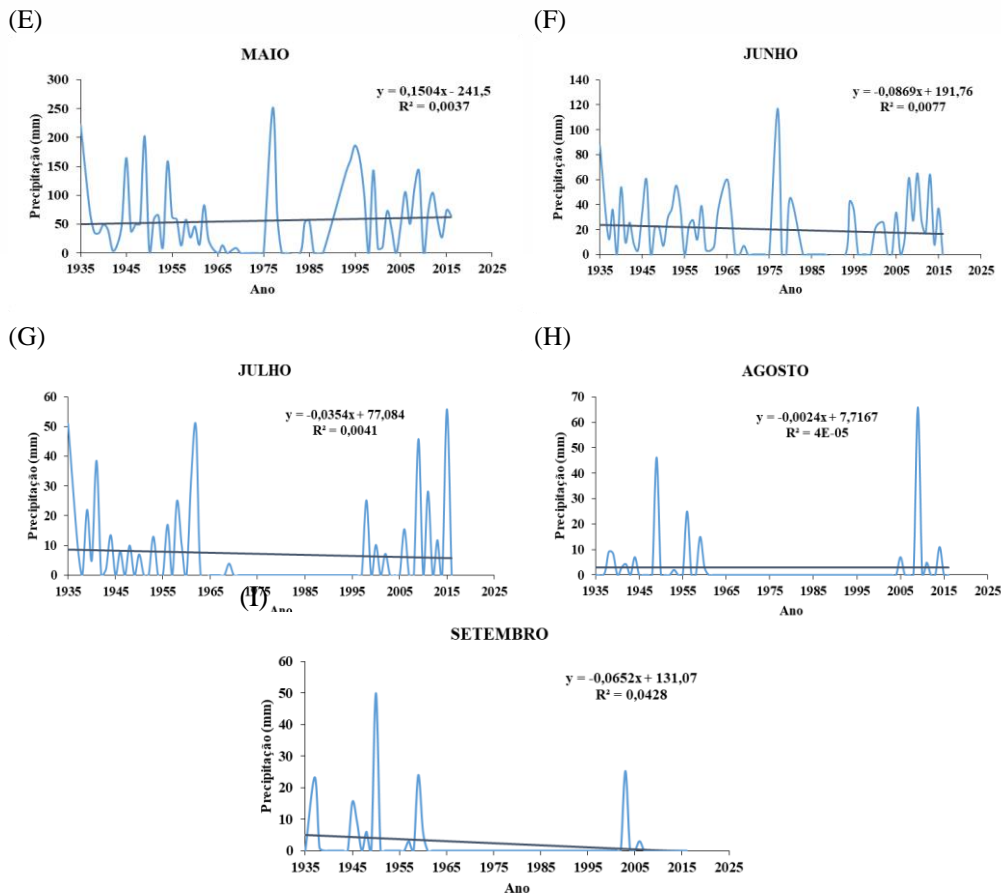 (E)
MAIO
y = 0,1504x - 241,5
R² = 0,0037
Precipitação (mm)
300
250
200
150
100
50
0
1935 1945 1955 1965 1975 1985 1995 2005 2015 2025
Ano
(F)
JUNHO
y = -0,0869x + 191,76
R² = 0,0077
Precipitação (mm)
140
120
100
80
60
40
20
0
1935 1945 1955 1965 1975 1985 1995 2005 2015 2025
Ano
(G)
JULHO
y = -0,0354x + 77,084
R² = 0,0041
Precipitação (mm)
60
50
40
30
20
10
0
1935 1945 1955 1965 1975 1985 1995 2005 2015 2025
Ano
(H)
AGOSTO
y = -0,0024x + 7,7167
R² = 4E-05
Precipitação (mm)
70
60
50
40
30
20
10
0
1935 1945 1955 1965 1975 1985 1995 2005 2015 2025
Ano
(I)
SETEMBRO
y = -0,0652x + 131,07
R² = 0,0428
Precipitação (mm)
60
50
40
30
20
10
0
1935 1945 1955 1965 1975 1985 1995 2005 2015 2025
Ano